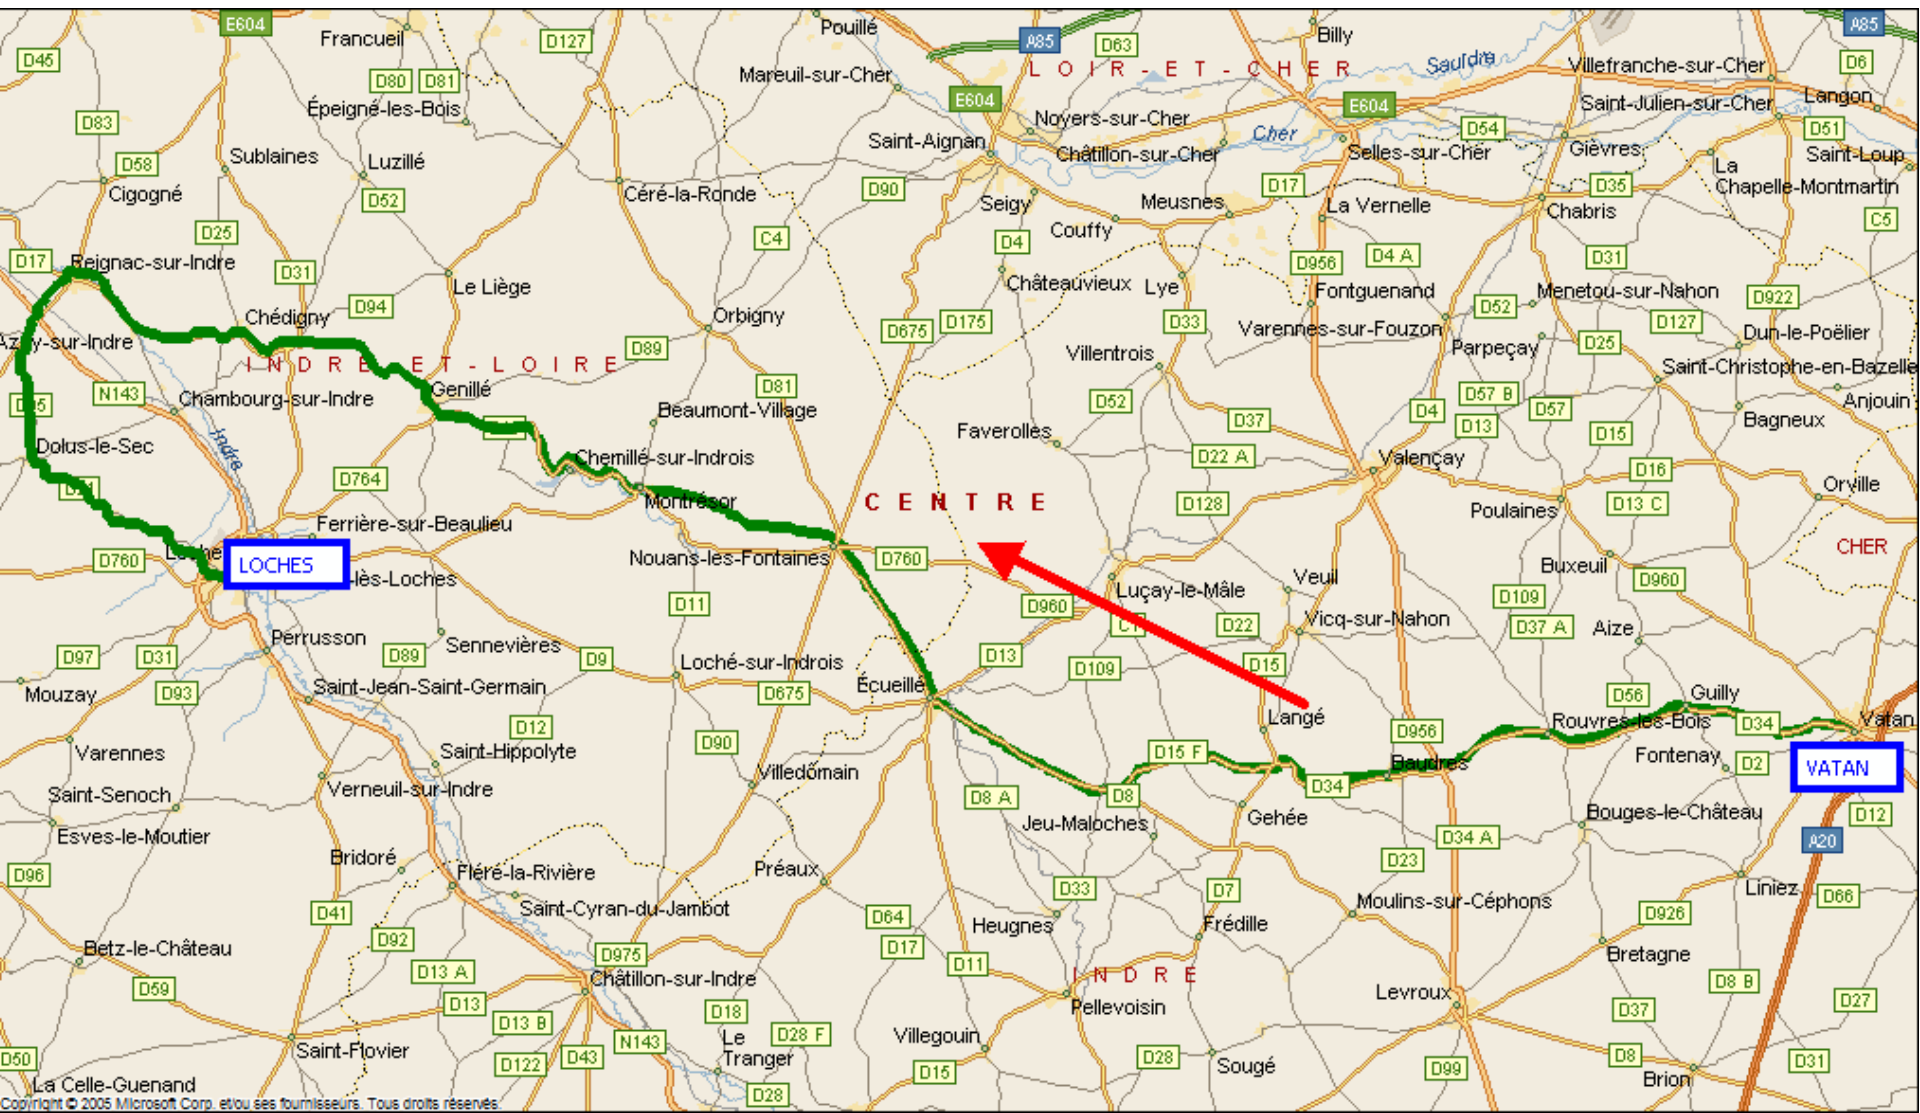 E604
Francueil
D127
Pouillé
A85
D63
Billy
A85
D45
LOIR-ET-CHER
Sauldre
Villefranche-sur-Cher
D6
D80
D81
Mareuil-sur-Cher
Épeigné-les-Bois
E604
E604
Saint-Julien-sur-Cher
Langon
D83
Noyers-sur-Cher
Cher
D54
D51
D58
Sublaines
Luzillé
Saint-Aignan
Châtillon-sur-Cher
Selles-sur-Cher
Gièvres
Saint-Loup
Cigogné
D52
Céré-la-Ronde
D90
Seigy
Meusnes
D17
D35
La
Chapelle-Montmartin
La Vernelle
Chabris
C5
D25
C4
D4
Couffy
D17
Reignac-sur-Indre
D31
D956
D4 A
D31
Le Liège
Châteauvieux
Lye
Fontguenand
D52
Menetou-sur-Nahon
D922
Chédigny
D94
Orbigny
D675
D175
D33
Varennes-sur-Fouzon
D127
Dun-le-Poëlier
Azay-sur-Indre
D89
Villentrois
Parpeçay
D25
INDRE-ET-LOIRE
Saint-Christophe-en-Bazelle
N143
Chambourg-sur-Indre
Genillé
D81
D52
D4
D57 B
D57
Anjouin
Beaumont-Village
D37
D13
D15
Bagneux
Indre
Dolus-le-Sec
Faverolles
D22 A
Valençay
D16
Chemillé-sur-Indrois
D764
Orville
Montrésor
CENTRE
D128
Poulaines
D13 C
Ferrière-sur-Beaulieu
LOCHES
D760
Nouans-les-Fontaines
D760
CHER
Buxeuil
D960
-lès-Loches
Luçay-le-Mâle
Veuil
D11
D960
C1
D22
Vicq-sur-Nahon
D109
D37 A
Aize
Perrusson
Sennevières
D97
D31
D89
D9
Loché-sur-Indrois
D13
D109
D15
Mouzay
D93
Saint-Jean-Saint-Germain
D675
Écueillé
D56
Guilly
Langé
D12
D90
D956
Rouvres-les-Bois
D34
Vatan
Varennes
Saint-Hippolyte
D15 F
Baudres
Fontenay
D2
VATAN
Villedômain
D34
Saint-Senoch
Verneuil-sur-Indre
D8 A
D8
Gehée
Bouges-le-Château
D12
Esves-le-Moutier
Jeu-Maloches
D34 A
A20
Bridoré
Préaux
D23
D96
Fléré-la-Rivière
D33
D7
Liniez
D66
D41
Saint-Cyran-du-Jambot
D64
Heugnes
Frédille
Moulins-sur-Céphons
D926
D92
D17
Betz-le-Château
D975
D11
Bretagne
D13 A
Châtillon-sur-Indre
INDRE
D8 B
D59
D13
Pellevoisin
Levroux
D27
D13 B
D18
D37
D28 F
Villegouin
Saint-Flovier
N143
Le
Tranger
D50
D122
D43
D15
D28
Sougé
D99
D8
D31
La Celle-Guenand
D28
Brion
Copyright © 2005 Microsoft Corp. et/ou ses fournisseurs. Tous droits réservés.